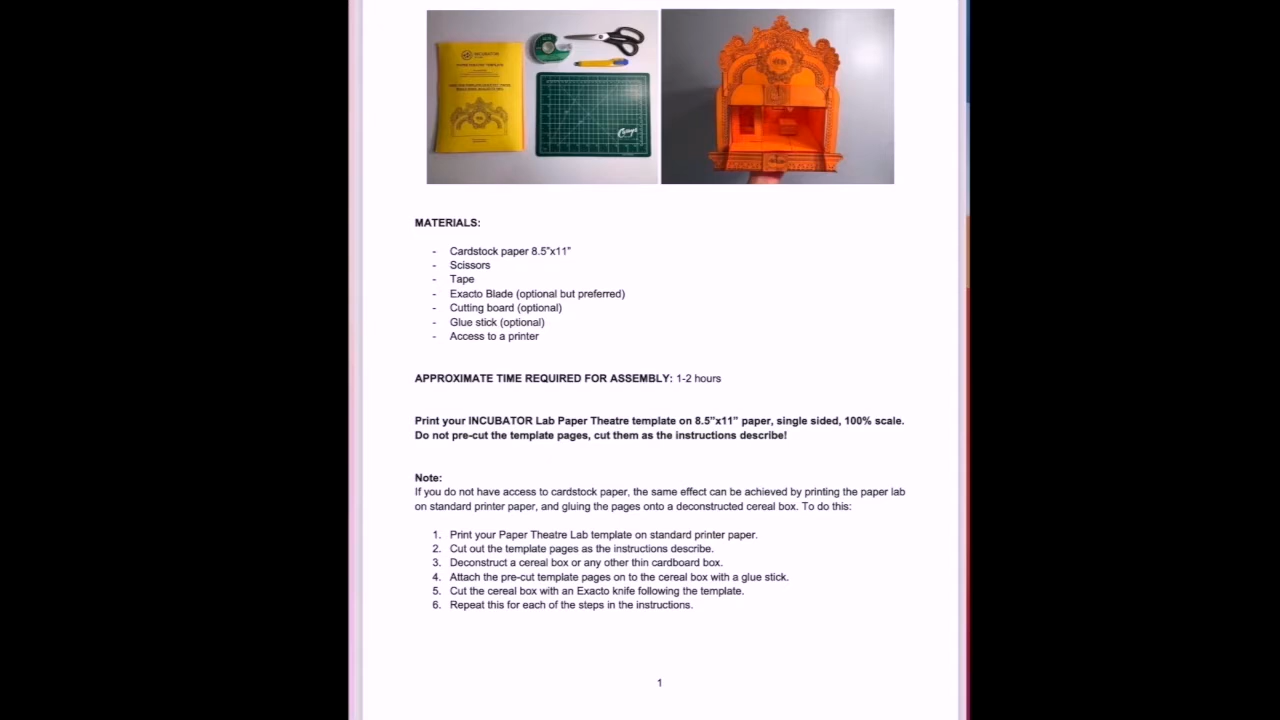 INCUBATOR
MATERIALS:
- Cardstock paper 8.5”x11”
- Scissors
- Tape
- Exacto Blade (optional but preferred)
- Cutting board (optional)
- Glue stick (optional)
- Access to a printer
APPROXIMATE TIME REQUIRED FOR ASSEMBLY: 1-2 hours
Print your INCUBATOR Lab Paper Theatre template on 8.5”x11” paper, single sided, 100% scale.
Do not pre-cut the template pages, cut them as the instructions describe!
Note:
If you do not have access to cardstock paper, the same effect can be achieved by printing the paper lab
on standard printer paper, and gluing the pages onto a deconstructed cereal box. To do this:
1. Print your Paper Theatre Lab template on standard printer paper.
2. Cut out the template pages as the instructions describe.
3. Deconstruct a cereal box or any other thin cardboard box.
4. Attach the pre-cut template pages on to the cereal box with a glue stick.
5. Cut the cereal box with an Exacto knife following the template.
6. Repeat this for each of the steps in the instructions.
1